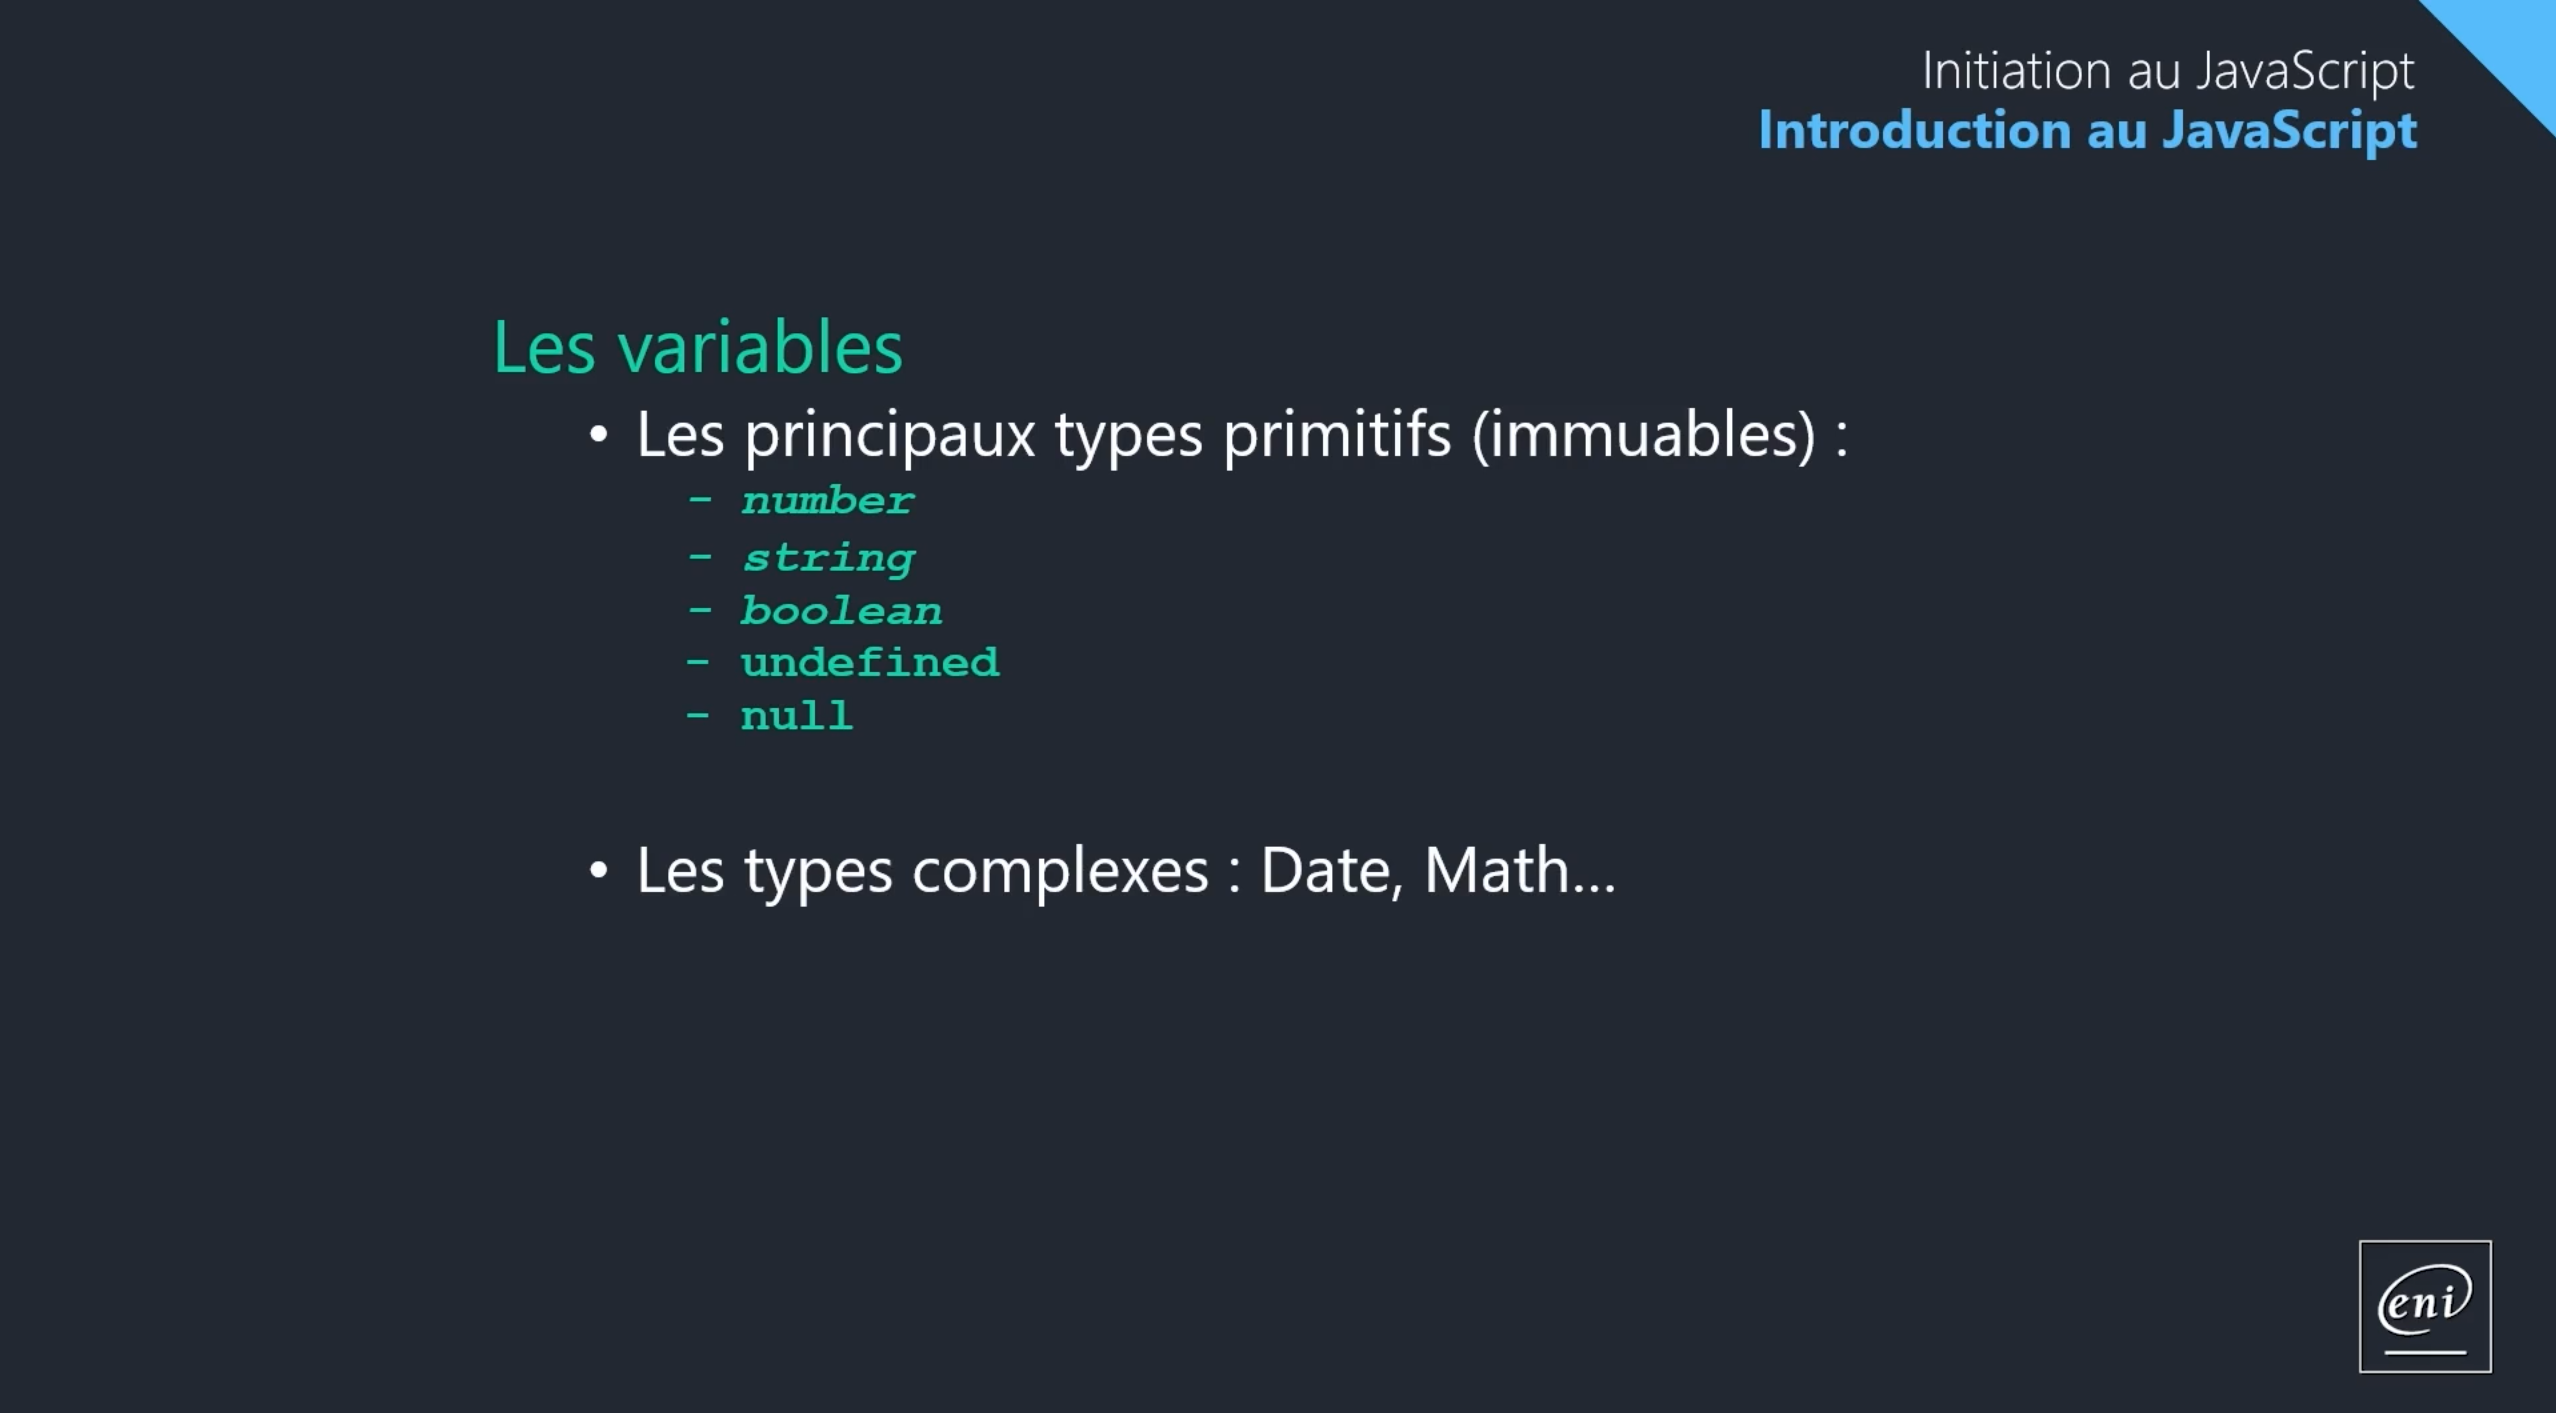 Initiation au JavaScript
Introduction au JavaScript
Les variables
• Les principaux types primitifs (immuables) :
- number
- string
- boolean
- undefined
- null
• Les types complexes : Date, Math...
eni